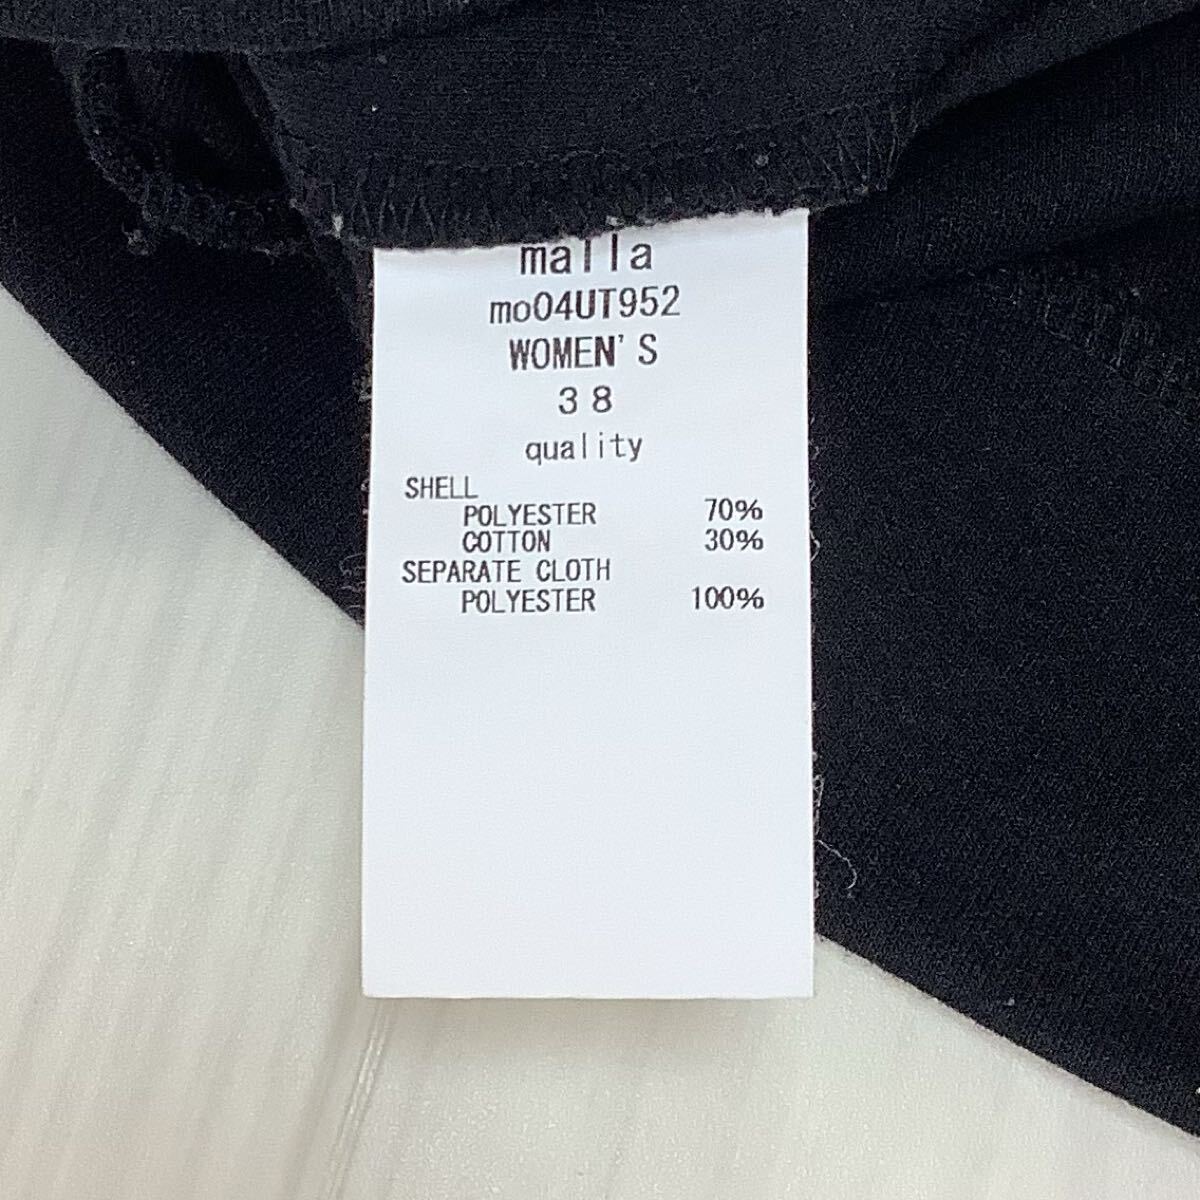 malla
mo04UT952
WOMEN'S
38
quality
SHELL
POLYESTER 70%
COTTON 30%
SEPARATE CLOTH
POLYESTER 100%